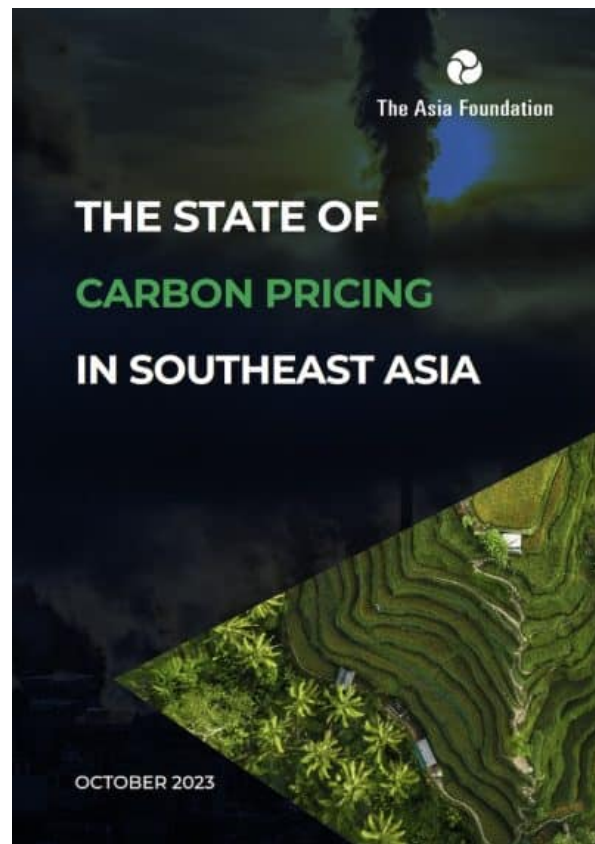 The Asia Foundation
THE STATE OF
CARBON PRICING
IN SOUTHEAST ASIA
OCTOBER 2023